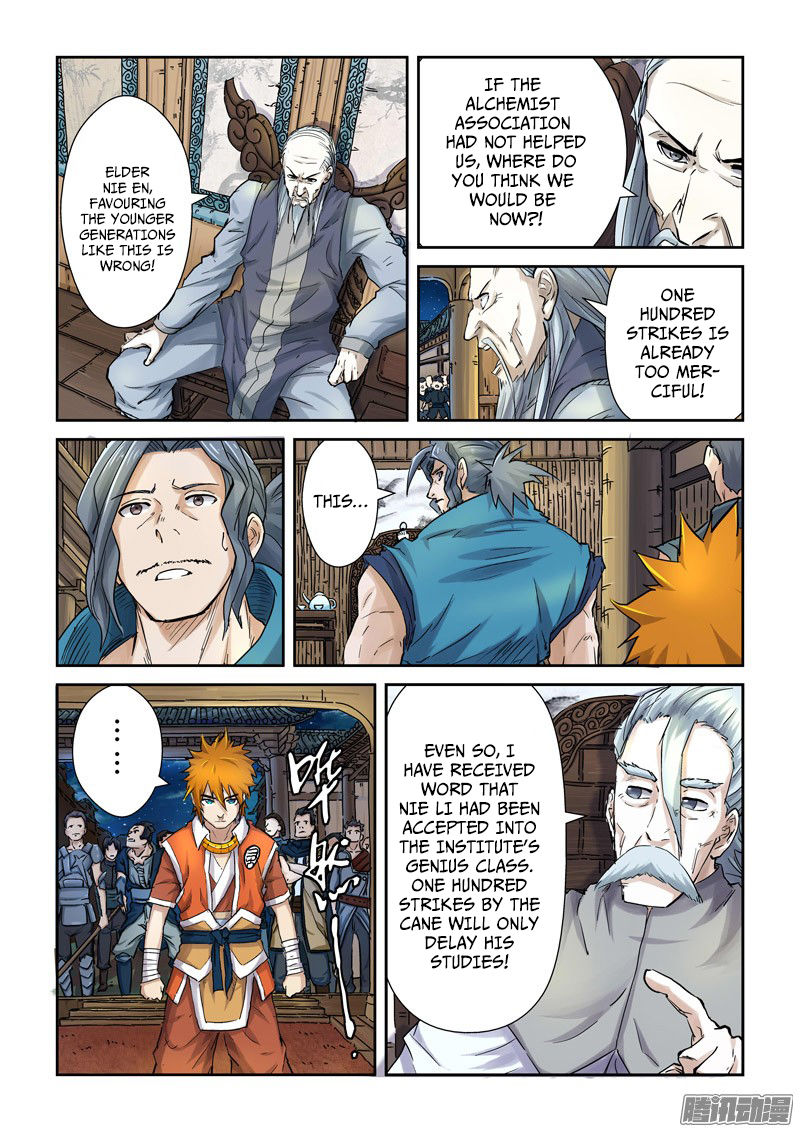 ELDER
NIE EN,
FAVOURING
THE YOUNGER
GENERATIONS
LIKE THIS IS
WRONG!
IF THE
ALCHEMIST
ASSOCIATION
HAD NOT HELPED
US, WHERE DO
YOU THINK WE
WOULD BE
NOW?!
ONE
HUNDRED
STRIKES IS
ALREADY
TOO MER-
CIFUL!
THIS...
......
EVEN SO, I
HAVE RECEIVED
WORD THAT
NIE LI HAD BEEN
ACCEPTED INTO
THE INSTITUTE'S
GENIUS CLASS.
ONE HUNDRED
STRIKES BY
THE CANE WILL ONLY
DELAY HIS
STUDIES!
腾讯动漫